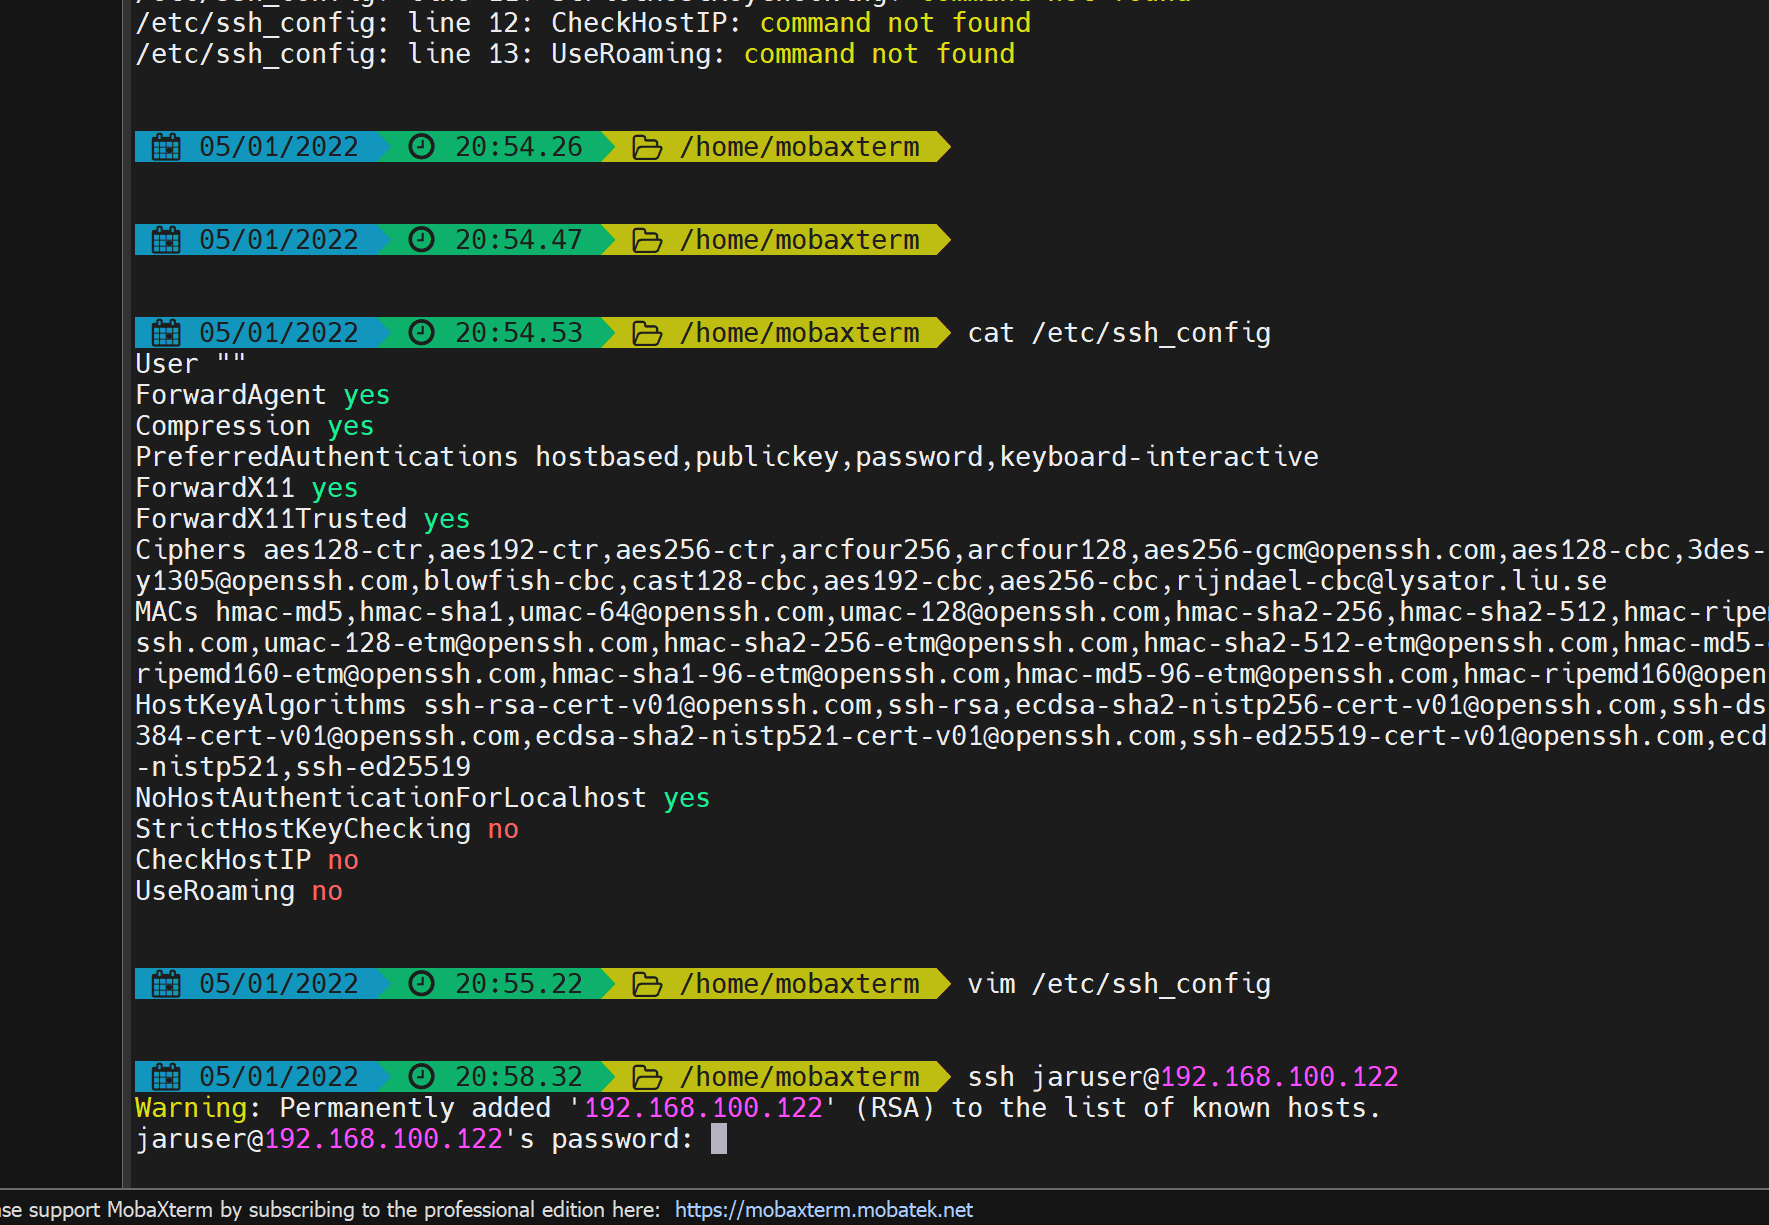 /etc/ssh_config: line 12: CheckHostIP: command not found
/etc/ssh_config: line 13: UseRoaming: command not found
05/01/2022 20:54.26 /home/mobaxterm
05/01/2022 20:54.47 /home/mobaxterm
05/01/2022 20:54.53 /home/mobaxterm cat /etc/ssh_config
User ""
ForwardAgent yes
Compression yes
PreferredAuthentications hostbased,publickey,password,keyboard-interactive
ForwardX11 yes
ForwardX11Trusted yes
Ciphers aes128-ctr,aes192-ctr,aes256-ctr,arcfour256,arcfour128,aes256-gcm@openssh.com,aes128-cbc,3des-
y1305@openssh.com,blowfish-cbc,cast128-cbc,aes192-cbc,aes256-cbc,rijndael-cbc@lysator.liu.se
MACs hmac-md5,hmac-sha1,umac-64@openssh.com,umac-128@openssh.com,hmac-sha2-256,hmac-sha2-512,hmac-ripe
ssh.com,umac-128-etm@openssh.com,hmac-sha2-256-etm@openssh.com,hmac-sha2-512-etm@openssh.com,hmac-md5-
ripemd160-etm@openssh.com,hmac-sha1-96-etm@openssh.com,hmac-md5-96-etm@openssh.com,hmac-ripemd160@open
HostKeyAlgorithms ssh-rsa-cert-v01@openssh.com,ssh-rsa,ecdsa-sha2-nistp256-cert-v01@openssh.com,ssh-ds
384-cert-v01@openssh.com,ecdsa-sha2-nistp521-cert-v01@openssh.com,ssh-ed25519-cert-v01@openssh.com,ecd
-nistp521,ssh-ed25519
NoHostAuthenticationForLocalhost yes
StrictHostKeyChecking no
CheckHostIP no
UseRoaming no
05/01/2022 20:55.22 /home/mobaxterm vim /etc/ssh_config
05/01/2022 20:58.32 /home/mobaxterm ssh jaruser@192.168.100.122
Warning: Permanently added '192.168.100.122' (RSA) to the list of known hosts.
jaruser@192.168.100.122's password:
se support MobaXterm by subscribing to the professional edition here: https://mobaxterm.mobatek.net